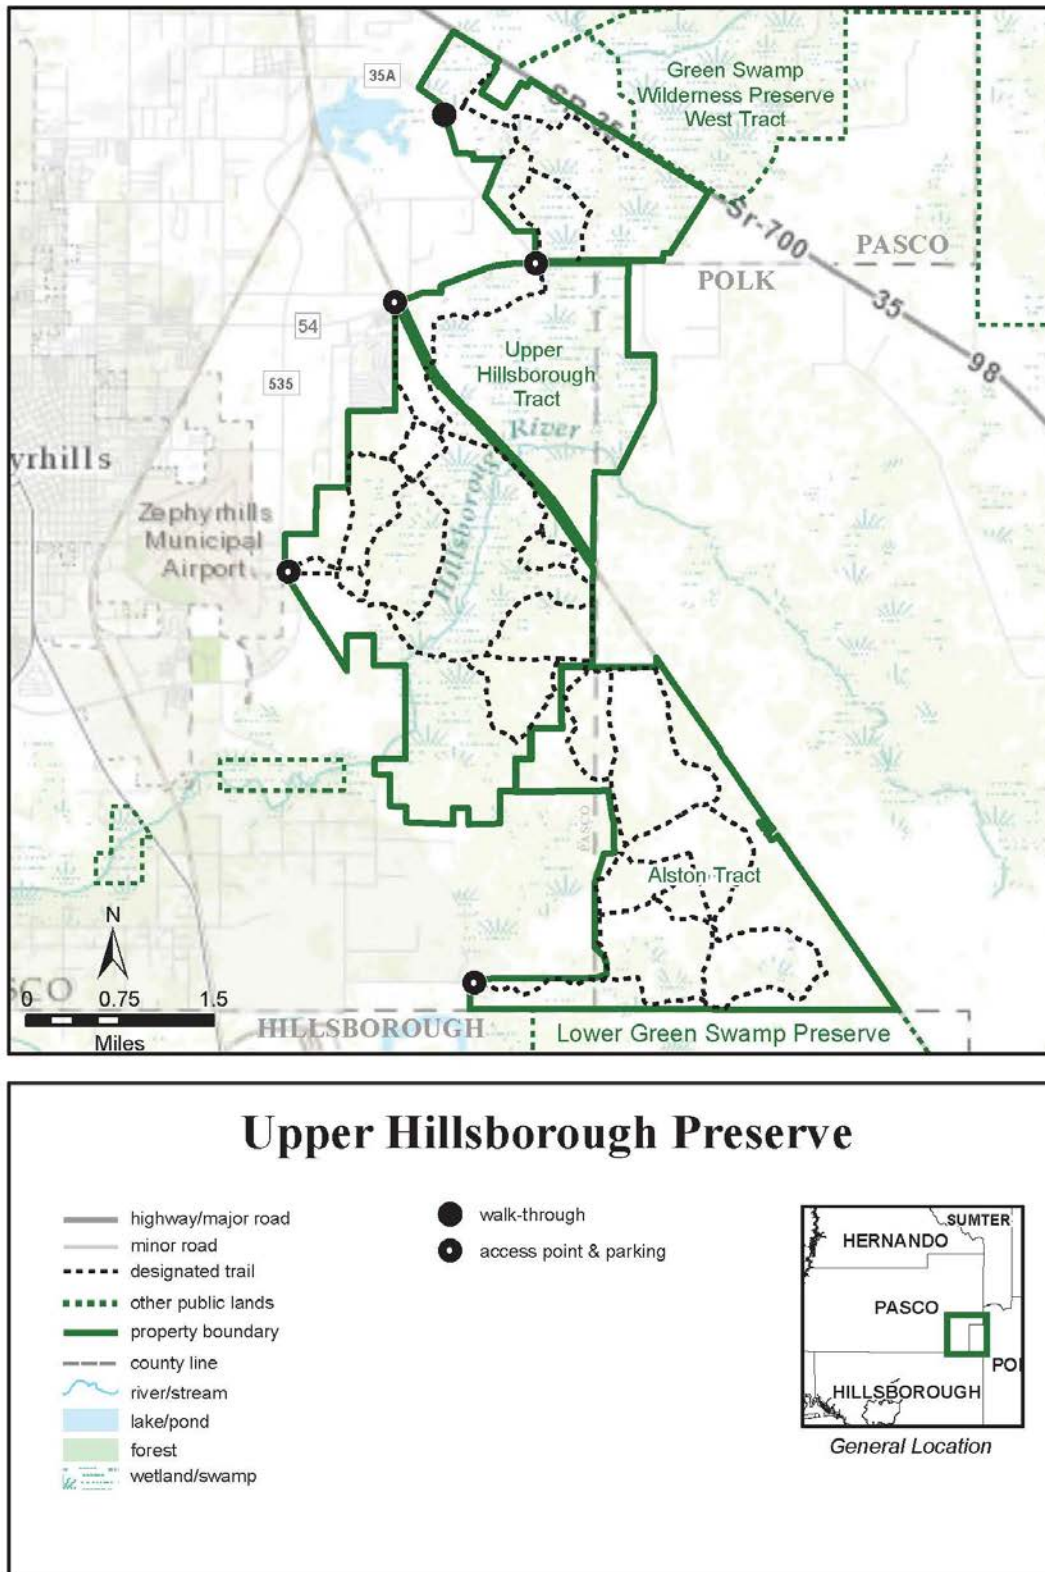 35A
Green Swamp
Wilderness Preserve
West Tract
SR-35
Sr-700
PASCO
POLK
35
98
54
535
Upper
Hillsborough
Tract
River
Hillsborough
yrhills
Zephyrhills
Municipal
Airport
PASCO
Alston Tract
N
SCO
0 0.75 1.5
Miles
HILLSBOROUGH
Lower Green Swamp Preserve
Upper Hillsborough Preserve
highway/major road
minor road
designated trail
other public lands
property boundary
county line
river/stream
lake/pond
forest
wetland/swamp
walk-through
access point & parking
SUMTER
HERNANDO
PASCO
POL
HILLSBOROUGH
General Location